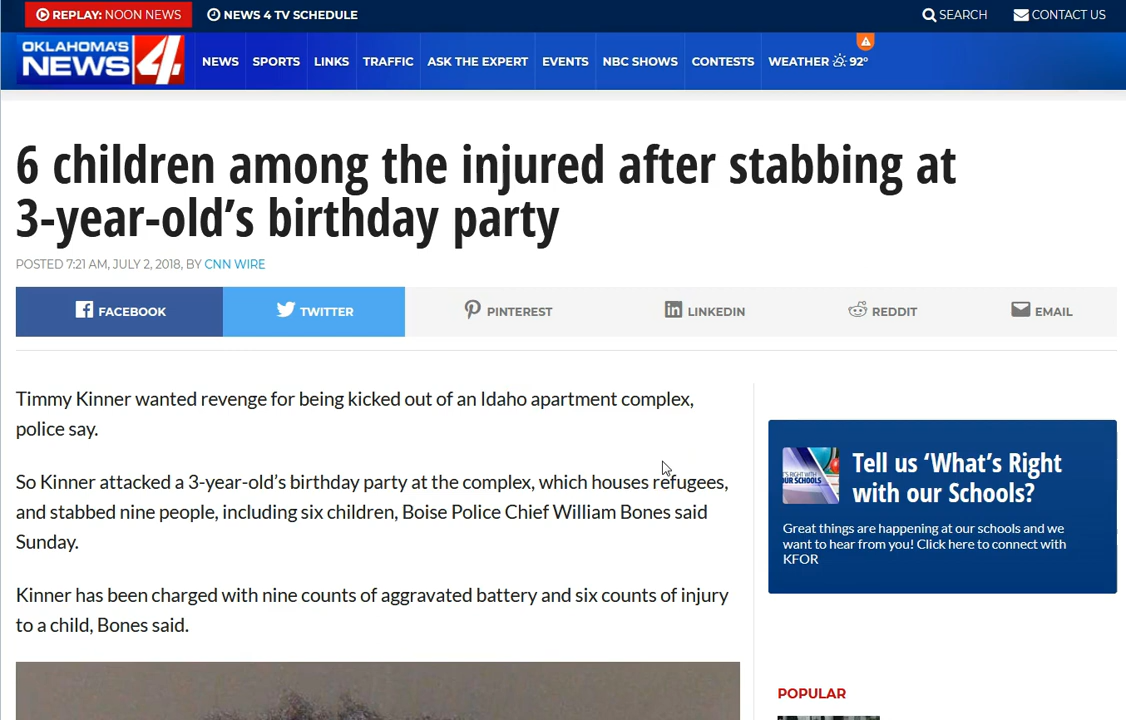 REPLAY: NOON NEWS
NEWS 4 TV SCHEDULE
SEARCH
CONTACT US
OKLAHOMA'S
NEWS 4
NEWS
SPORTS
LINKS
TRAFFIC
ASK THE EXPERT
EVENTS
NBC SHOWS
CONTESTS
WEATHER 92°
6 children among the injured after stabbing at
3-year-old’s birthday party
POSTED 7:21 AM, JULY 2, 2018, BY CNN WIRE
FACEBOOK
TWITTER
PINTEREST
LINKEDIN
REDDIT
EMAIL
Timmy Kinner wanted revenge for being kicked out of an Idaho apartment complex,
police say.
So Kinner attacked a 3-year-old’s birthday party at the complex, which houses refugees,
and stabbed nine people, including six children, Boise Police Chief William Bones said
Sunday.
Kinner has been charged with nine counts of aggravated battery and six counts of injury
to a child, Bones said.
Tell us ‘What’s Right
with our Schools?
Great things are happening at our schools and we
want to hear from you! Click here to connect with
KFOR
POPULAR